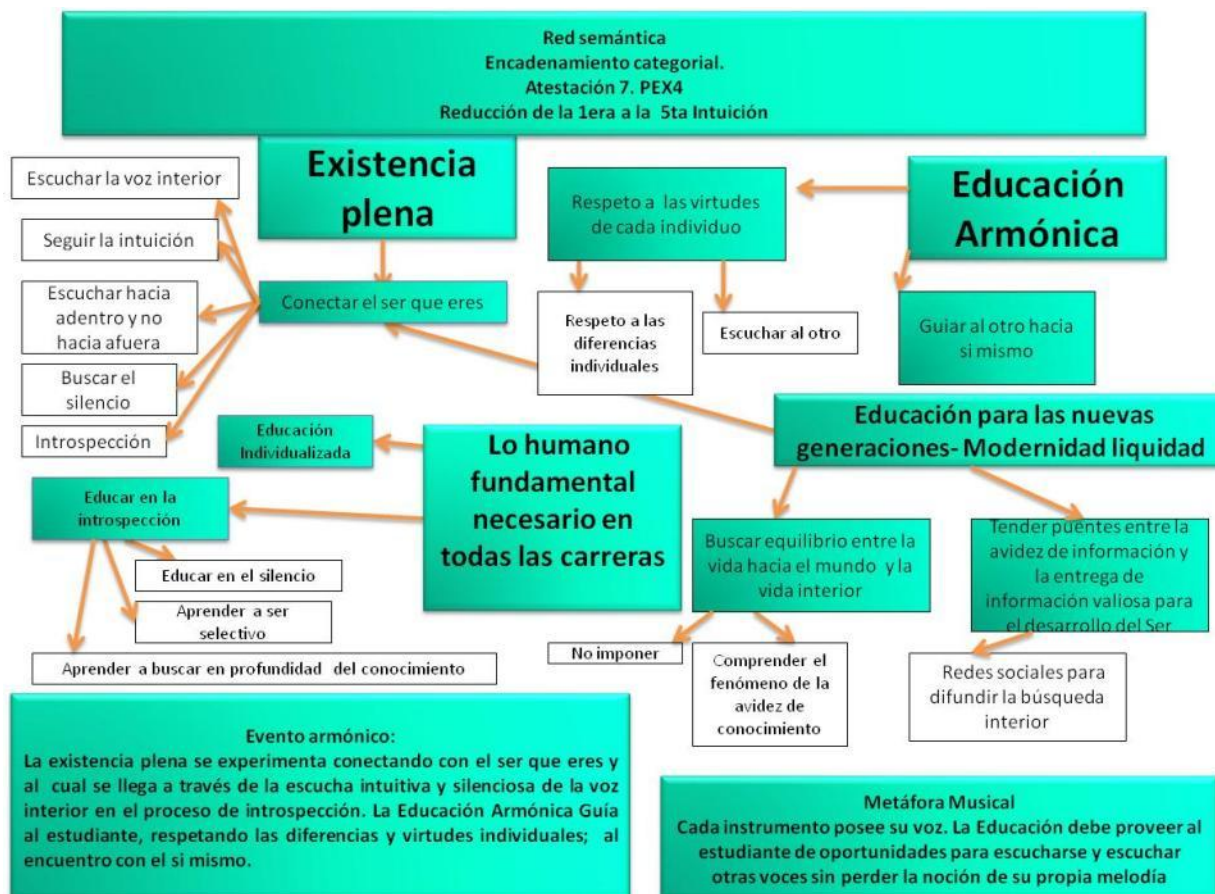 Red semántica
Encadenamiento categorial.
Atestación 7. PEX4
Reducción de la 1era a la 5ta Intuición
Existencia
plena
Escuchar la voz interior
Seguir la intuición
Escuchar hacia
adentro y no
hacia afuera
Buscar el
silencio
Introspección
Conectar el ser que eres
Respeto a las virtudes
de cada individuo
Educación
Armónica
Respeto a las
diferencias
individuales
Escuchar al otro
Guiar al otro hacia
si mismo
Educación
Individualizada
Lo humano
fundamental
necesario en
todas las carreras
Educación para las nuevas
generaciones- Modernidad liquidad
Educar en la
introspección
Educar en el silencio
Aprender a ser
selectivo
Aprender a buscar en profundidad del conocimiento
Buscar equilibrio entre la
vida hacia el mundo y la
vida interior
Tender puentes entre la
avidez de información y
la entrega de
información valiosa para
el desarrollo del Ser
No imponer
Comprender el
fenómeno de la
avidez de
conocimiento
Redes sociales para
difundir la búsqueda
interior
Evento armónico:
La existencia plena se experimenta conectando con el ser que eres y
al cual se llega a través de la escucha intuitiva y silenciosa de la voz
interior en el proceso de introspección. La Educación Armónica Guía
al estudiante, respetando las diferencias y virtudes individuales; al
encuentro con el si mismo.
Metáfora Musical
Cada instrumento posee su voz. La Educación debe proveer al
estudiante de oportunidades para escucharse y escuchar
otras voces sin perder la noción de su propia melodía